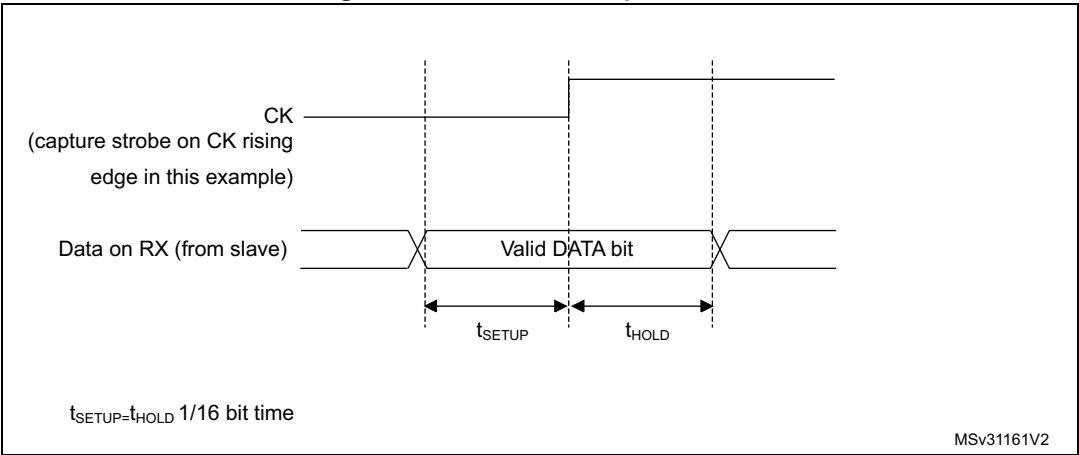 CK
(capture strobe on CK rising
edge in this example)
Data on RX (from slave)
Valid DATA bit
tSETUP
tHOLD
tSETUP=tHOLD 1/16 bit time
MSv31161V2